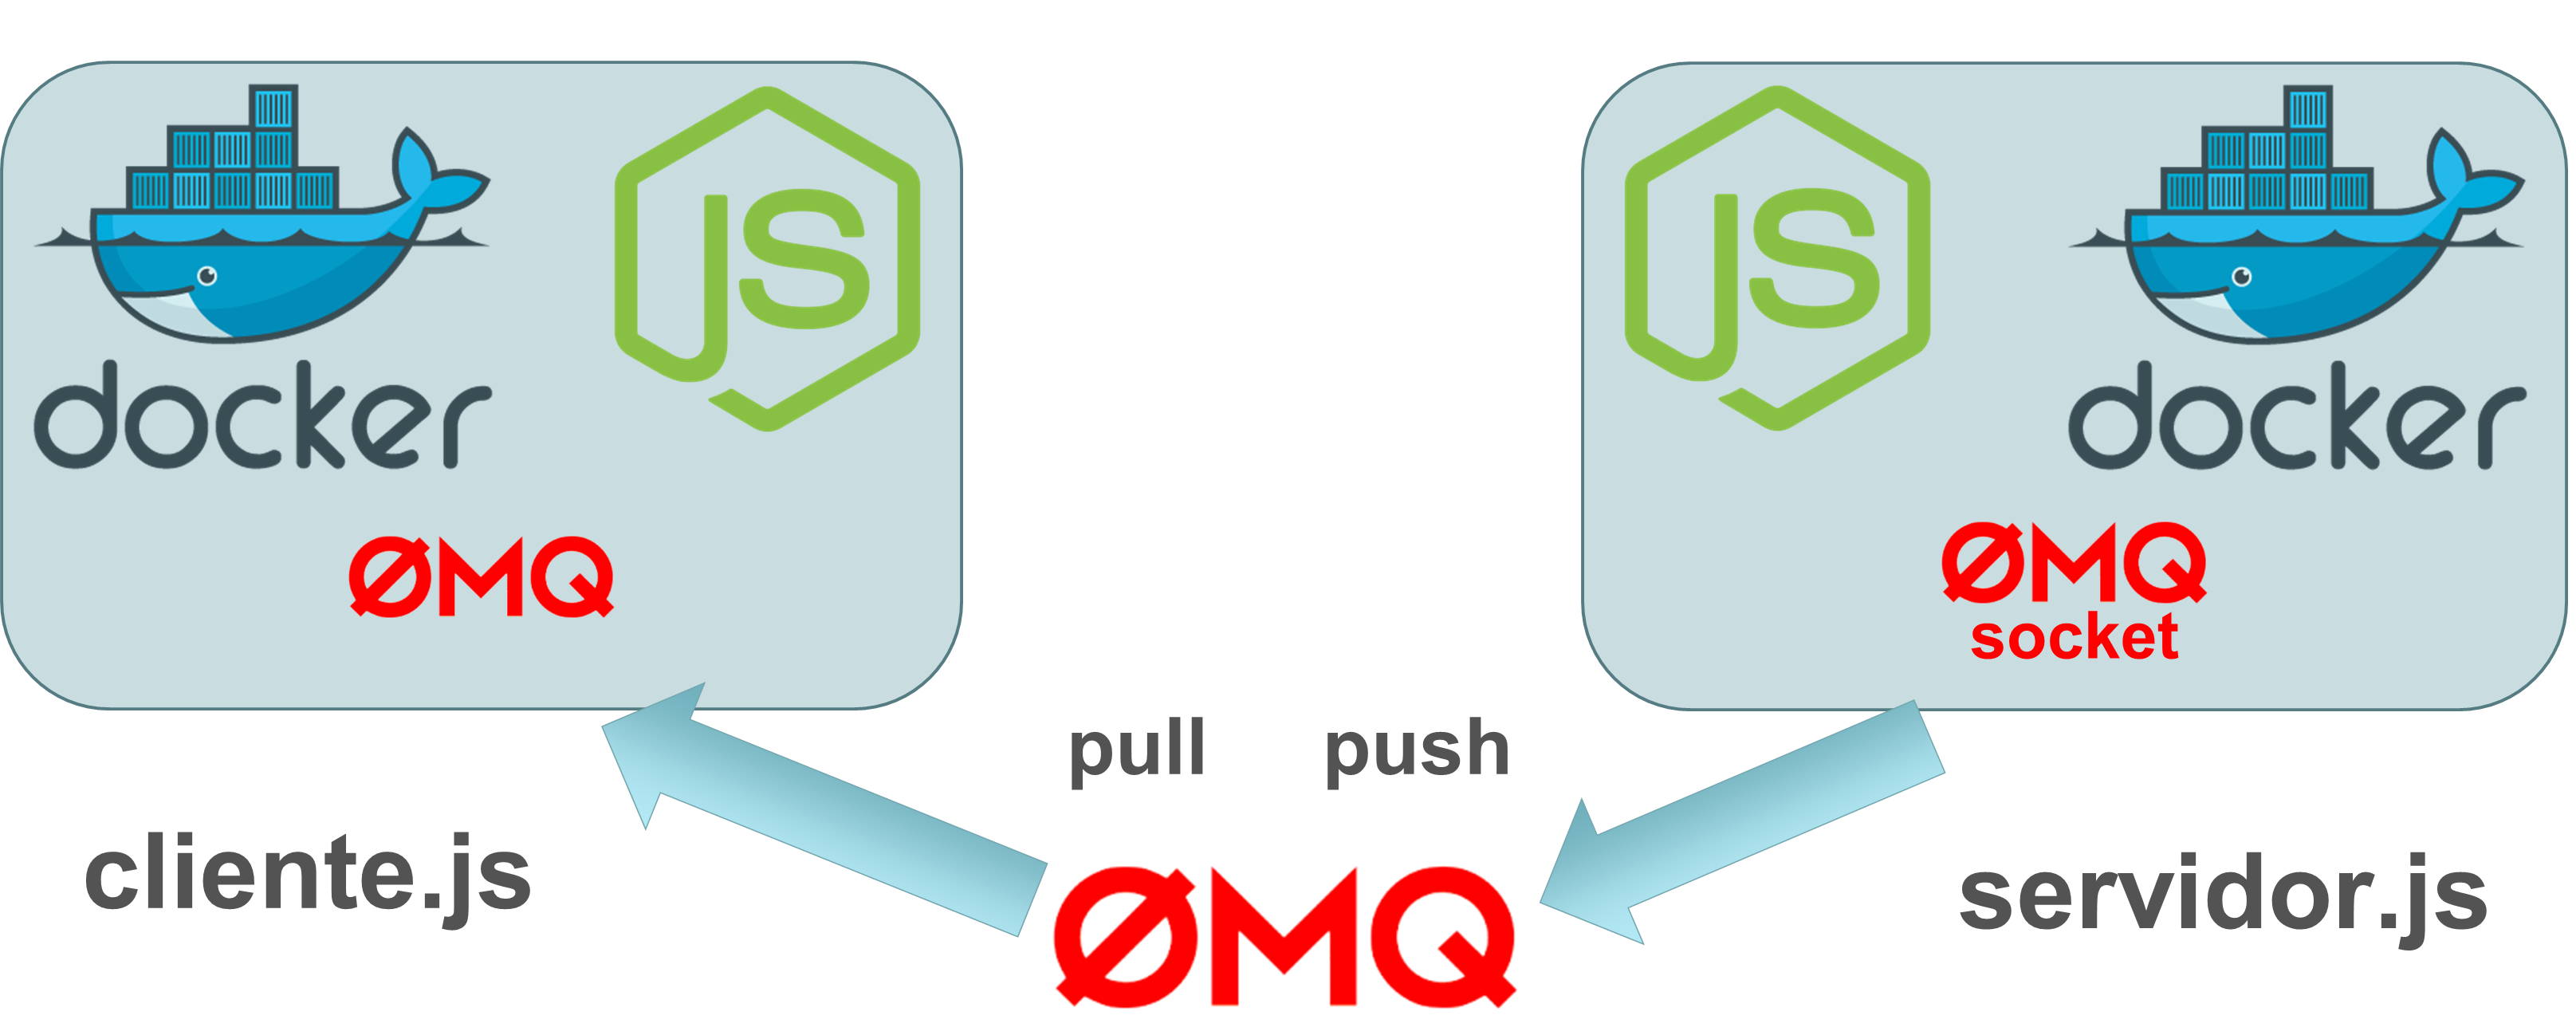 docker
JS
JS
docker
ØMQ
ØMQ
socket
pull
push
cliente.js
ØMQ
servidor.js